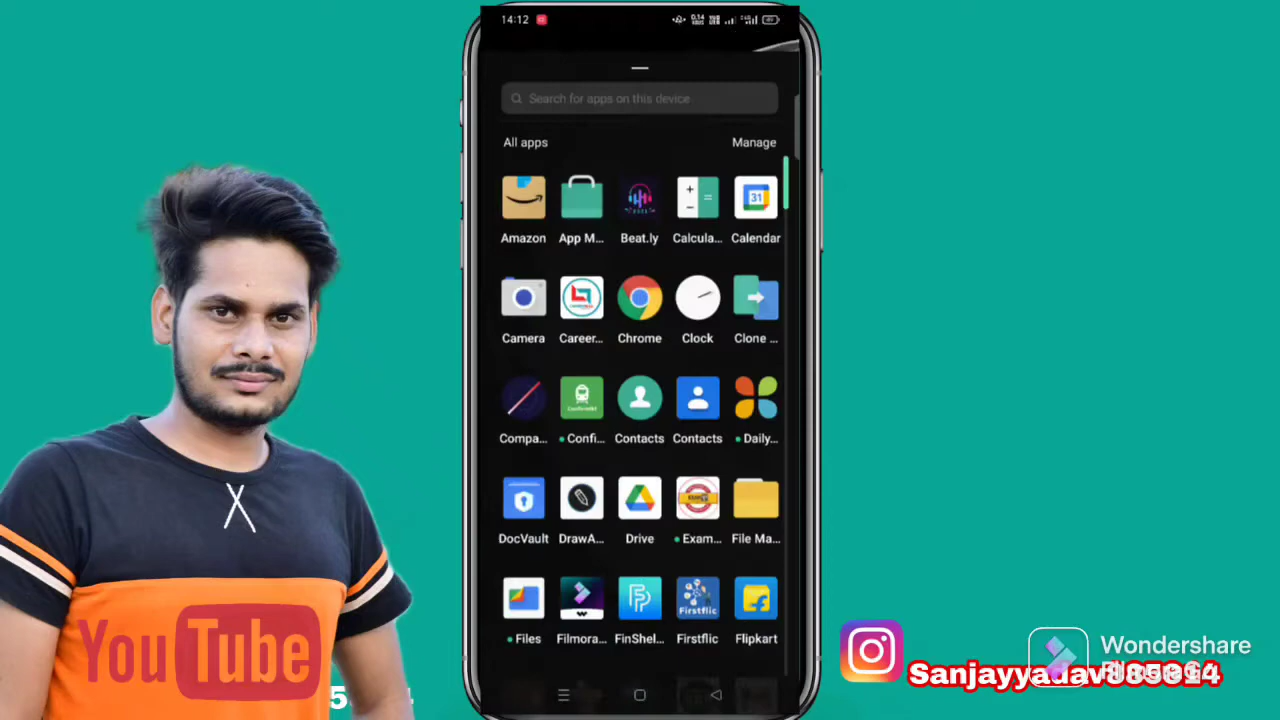 14:12
Search for apps on this device
All apps
Manage
Amazon
App M...
Beat.ly
Calcula...
Calendar
31
Camera
Career...
Chrome
Clock
Clone ...
Compa...
Confi...
Contacts
Contacts
Daily...
DocVault
DrawA...
Drive
Exam...
File Ma...
Files
Filmora...
FinShel...
Firstflic
Firstflic
Flipkart
YouTube
Wondershare